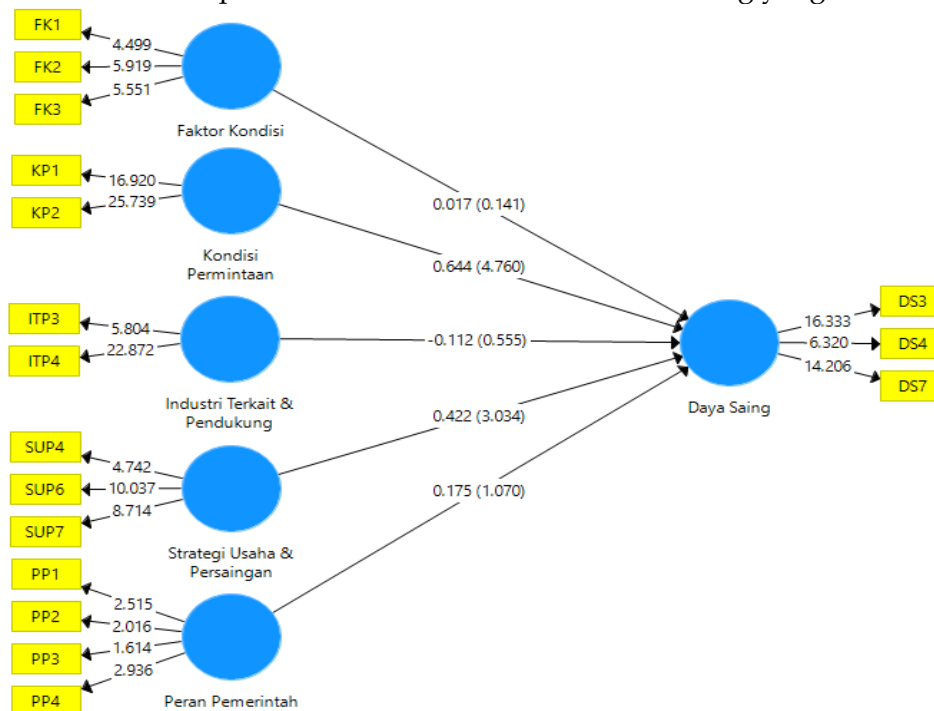 FK1
4.499
FK2
5.919
5.551
FK3
Faktor Kondisi
KP1
16.920
25.739
KP2
Kondisi
Permintaan
ITP3
5.804
22.872
ITP4
Industri Terkait &
Pendukung
SUP4
4.742
SUP6
10.037
8.714
SUP7
Strategi Usaha &
Persaingan
PP1
2.515
PP2
2.016
1.614
PP3
2.936
PP4
Peran Pemerintah
0.017 (0.141)
0.644 (4.760)
-0.112 (0.555)
0.422 (3.034)
0.175 (1.070)
Daya Saing
DS3
16.333
6.320
DS4
14.206
DS7